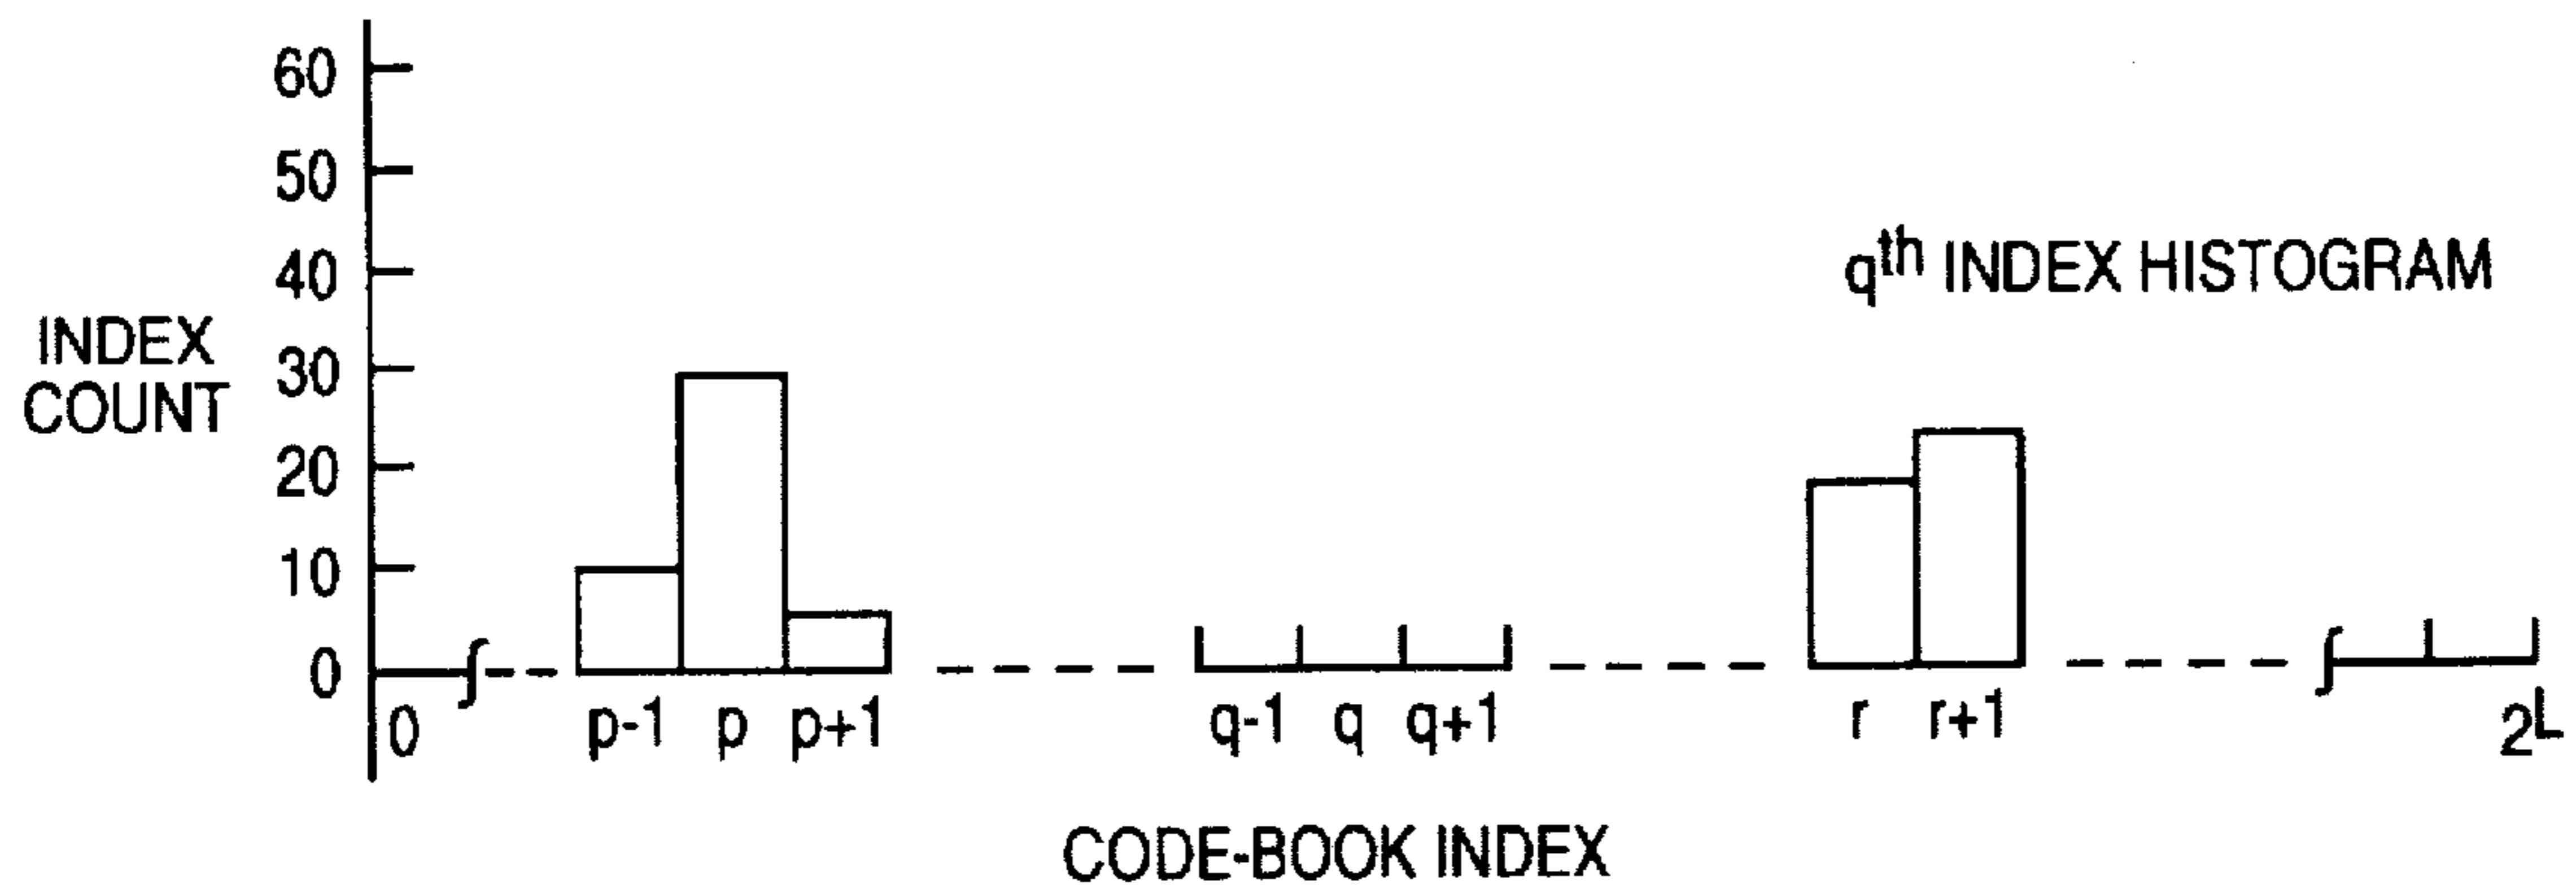 60
50
40
30
20
10
0
INDEX
COUNT
qth INDEX HISTOGRAM
0 p-1 p p+1 q-1 q q+1 r r+1 2L
CODE-BOOK INDEX